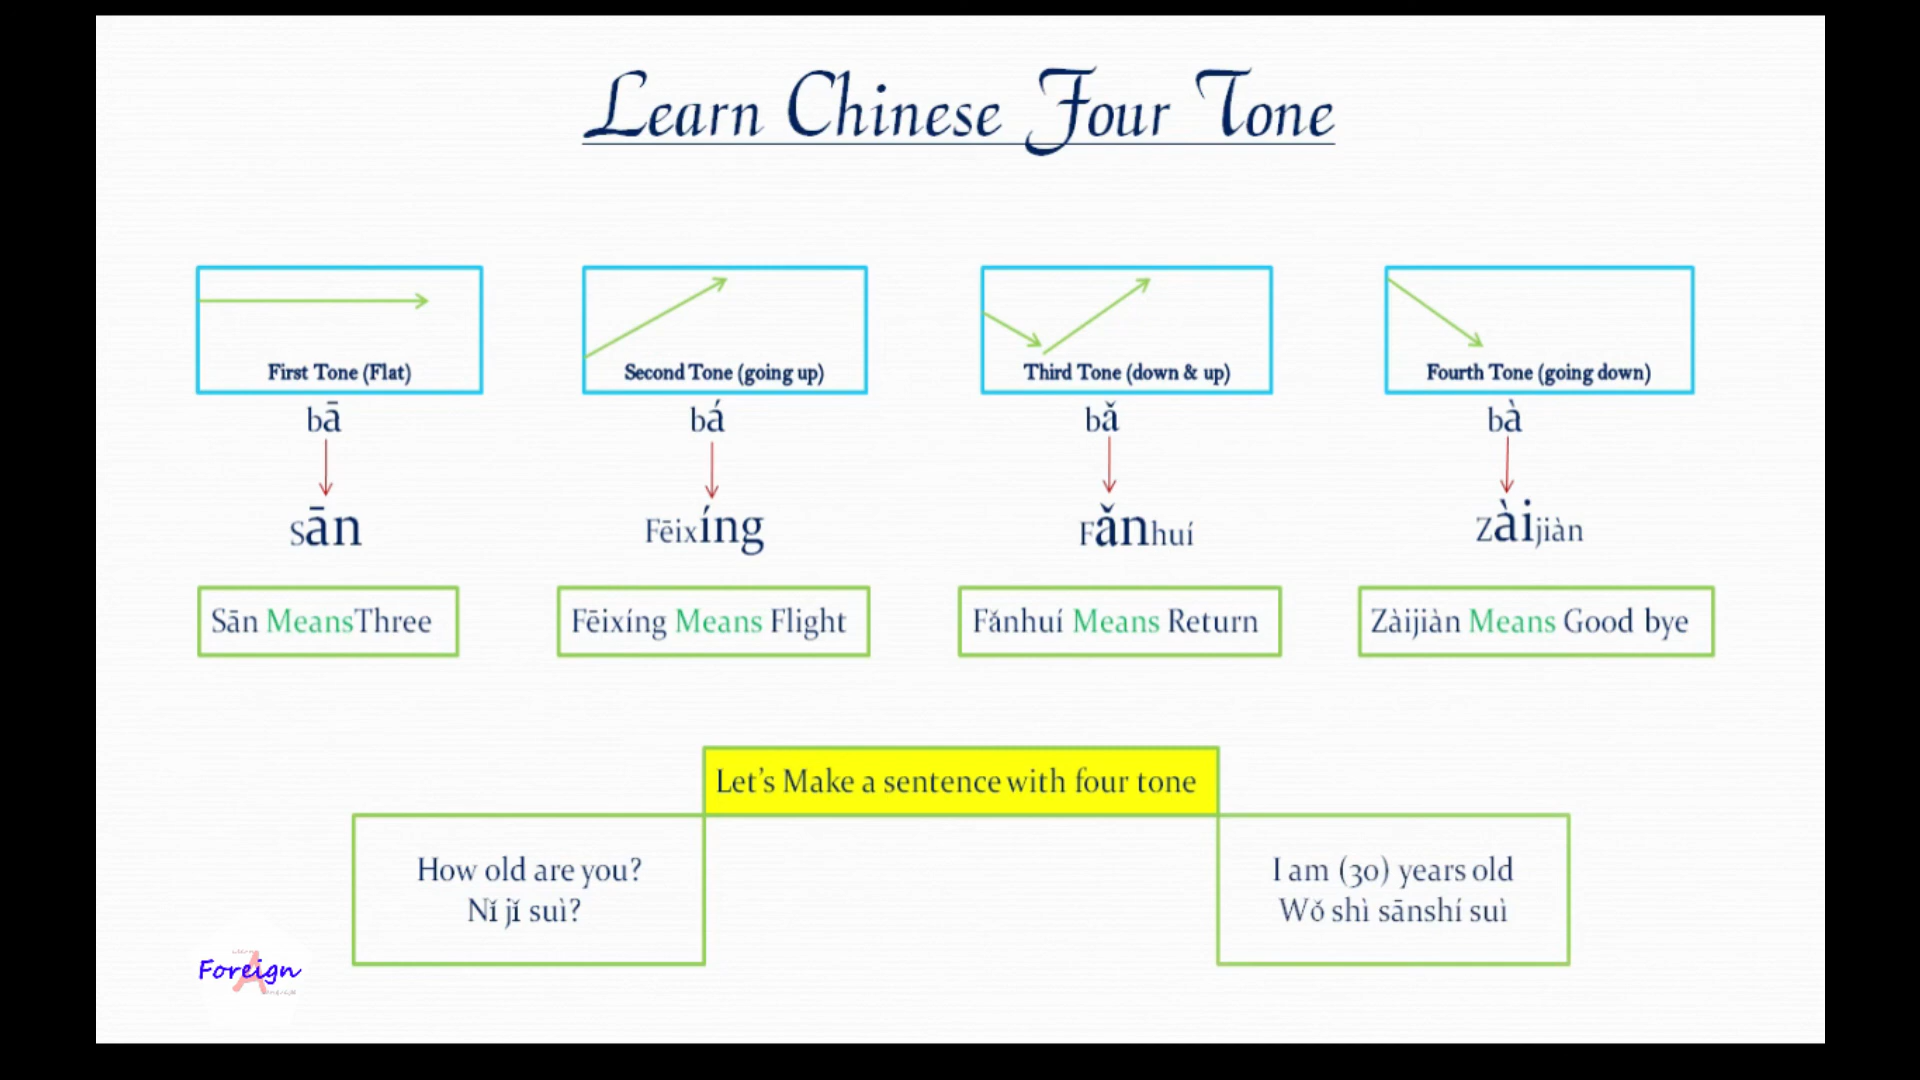 Learn Chinese Four Tone
First Tone (Flat)
Second Tone (going up)
Third Tone (down & up)
Fourth Tone (going down)
bā
bá
bǎ
bà
Sān
Fēixíng
Fǎnhuí
Zàijiàn
Sān MeansThree
Fēixíng Means Flight
Fǎnhuí Means Return
Zàijiàn Means Good bye
Let's Make a sentence with four tone
How old are you?
Nǐ jǐ suì?
I am (30) years old
Wǒ shì sānshí suì
Foreign
A